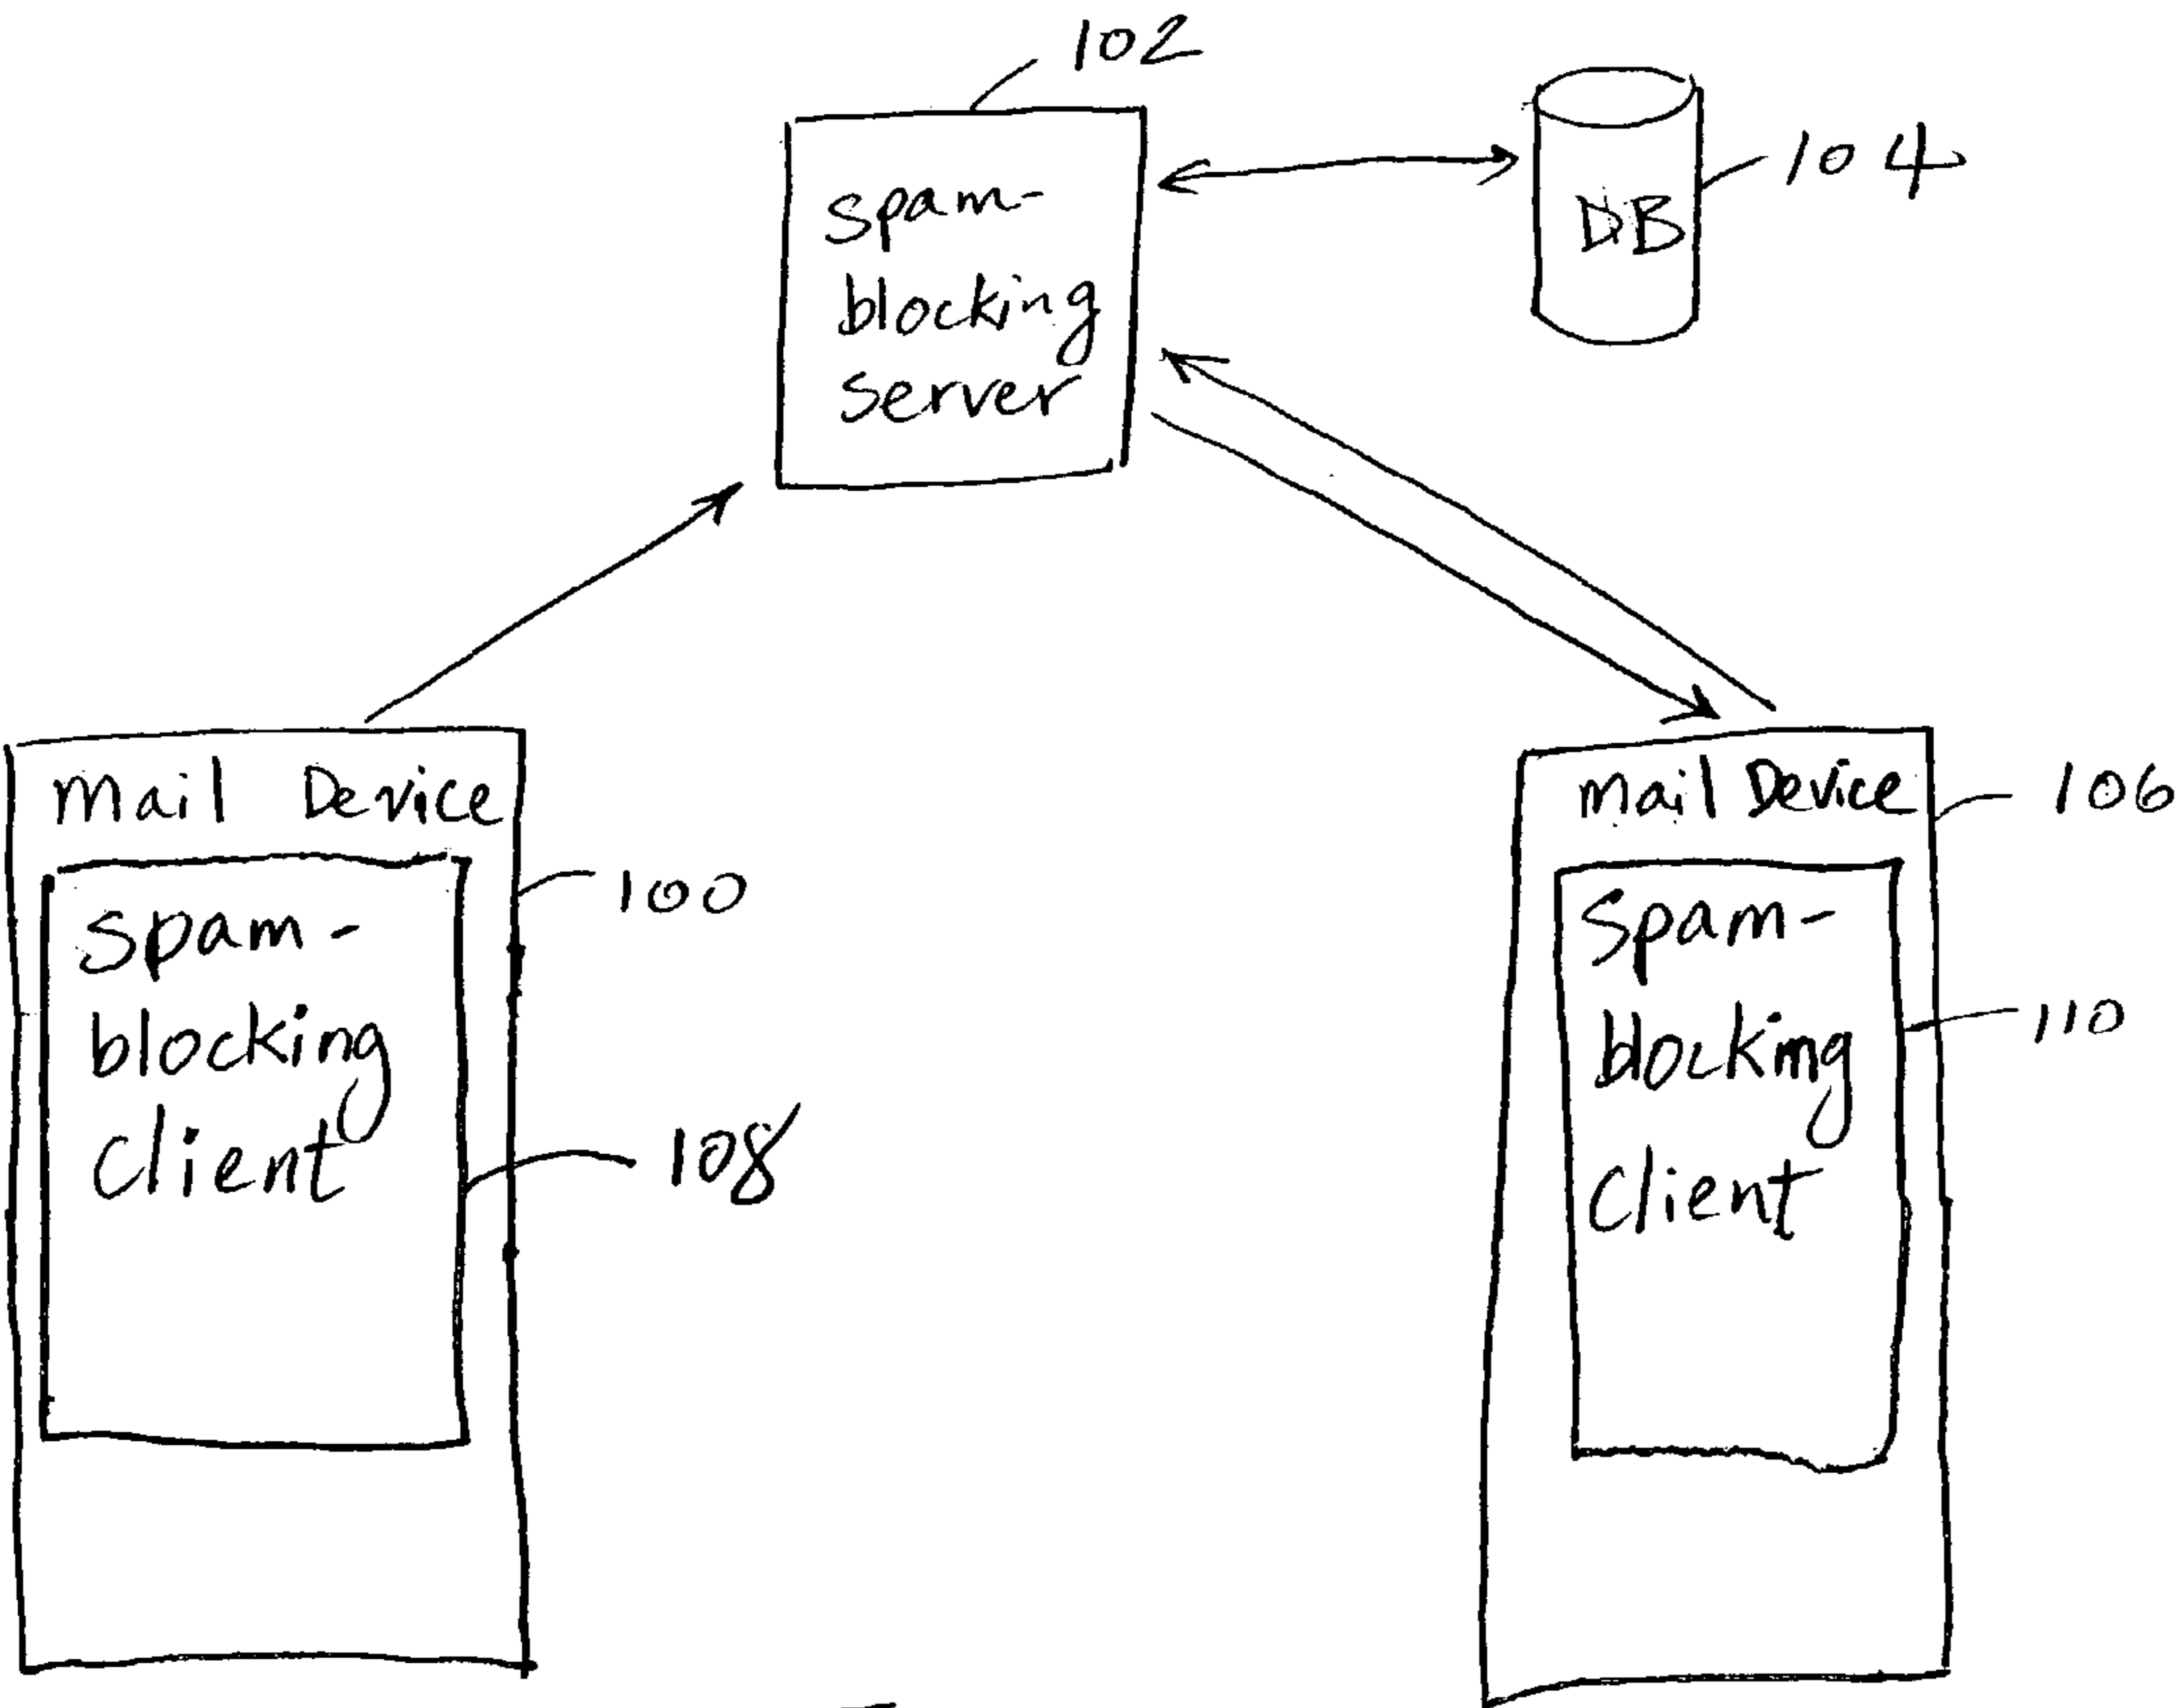 102
104
Spam-
blocking
Server
DB
Mail Device
100
Spam-
blocking
Client
108
Mail Device
106
Spam-
blocking
Client
110